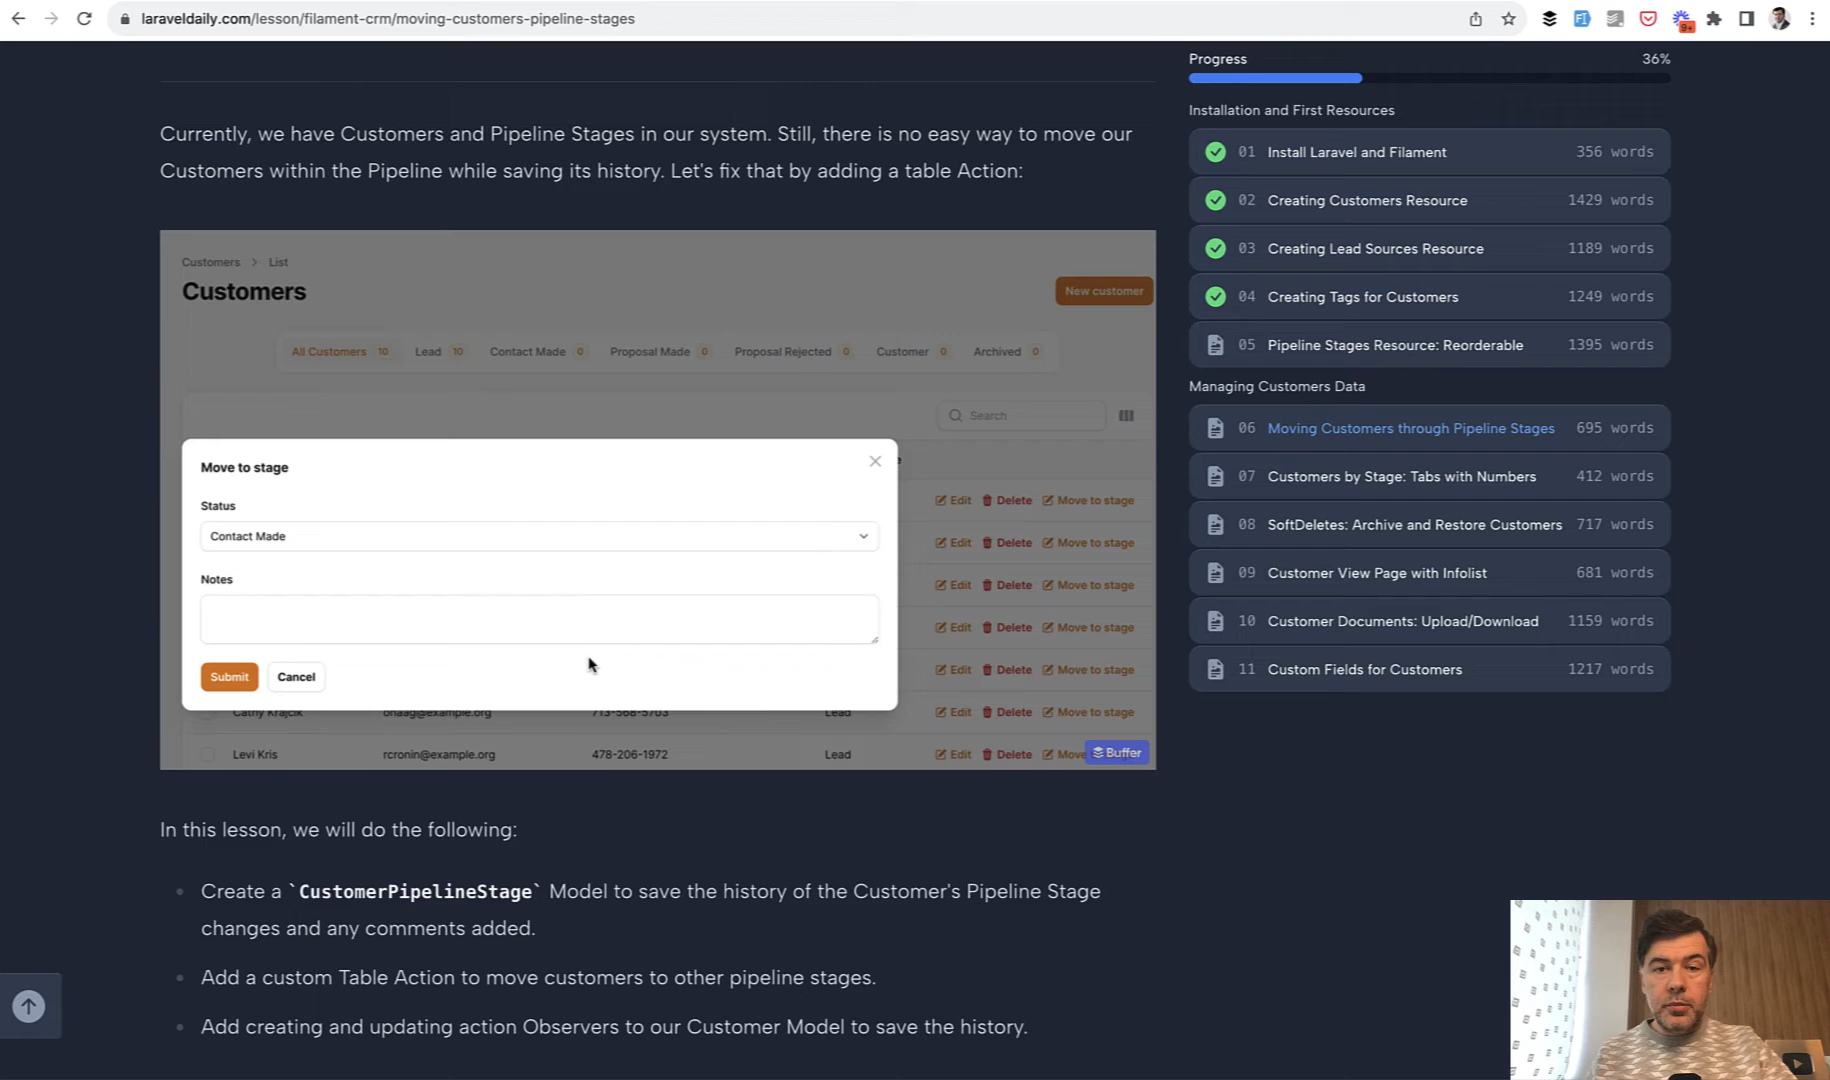 laraveldaily.com/lesson/filament-crm/moving-customers-pipeline-stages
9+
Currently, we have Customers and Pipeline Stages in our system. Still, there is no easy way to move our
Customers within the Pipeline while saving its history. Let's fix that by adding a table Action:
Customers > List
Customers
New customer
All Customers 10 Lead 10 Contact Made 0 Proposal Made 0 Proposal Rejected 0 Customer 0 Archived 0
Search
Move to stage
Status
Contact Made
Notes
Submit Cancel
Edit Delete Move to stage
Edit Delete Move to stage
Edit Delete Move to stage
Edit Delete Move to stage
Edit Delete Move to stage
Cathy Krajcik onaag@example.org 713-568-5703 Lead Edit Delete Move to stage
Levi Kris rcronin@example.org 478-206-1972 Lead Edit Delete Move
Buffer
In this lesson, we will do the following:
Create a `CustomerPipelineStage` Model to save the history of the Customer's Pipeline Stage
changes and any comments added.
Add a custom Table Action to move customers to other pipeline stages.
Add creating and updating action Observers to our Customer Model to save the history.
Progress 36%
Installation and First Resources
01 Install Laravel and Filament 356 words
02 Creating Customers Resource 1429 words
03 Creating Lead Sources Resource 1189 words
04 Creating Tags for Customers 1249 words
05 Pipeline Stages Resource: Reorderable 1395 words
Managing Customers Data
06 Moving Customers through Pipeline Stages 695 words
07 Customers by Stage: Tabs with Numbers 412 words
08 SoftDeletes: Archive and Restore Customers 717 words
09 Customer View Page with Infolist 681 words
10 Customer Documents: Upload/Download 1159 words
11 Custom Fields for Customers 1217 words